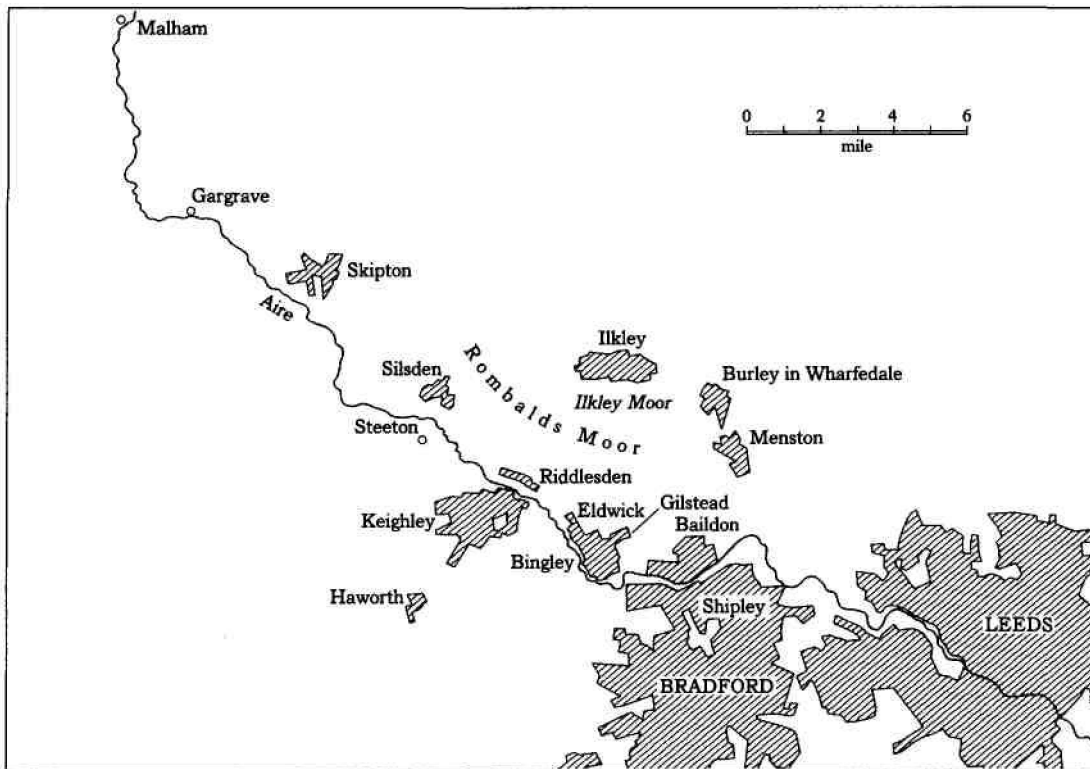 Malham
0 2 4 6
mile
Gargrave
Skipton
Aire
Ilkley
Silsden
Rombalds Moor
Burley in Wharfedale
Ilkley Moor
Steeton
Menston
Riddlesden
Gilstead
Eldwick
Baildon
Keighley
Bingley
Haworth
Shipley
LEEDS
BRADFORD